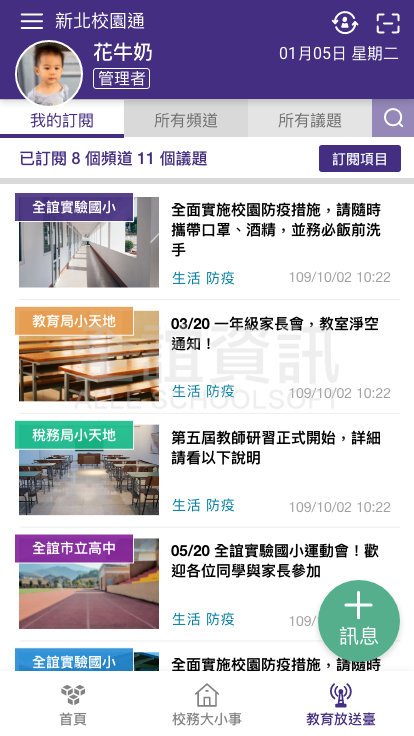 新北校園通
花牛奶
01月05日 星期二
管理者
我的訂閱
所有頻道
所有議題
已訂閱 8 個頻道 11 個議題
訂閱項目
全誼實驗國小
全面實施校園防疫措施，請隨時
攜帶口罩、酒精，並務必飯前洗
手
生活 防疫
109/10/02 10:22
教育局小天地
03/20 一年級家長會，教室淨空
通知！
全誼資訊
ALLE SCHOOLSOFT
生活 防疫
109/10/02 10:22
稅務局小天地
第五屆教師研習正式開始，詳細
請看以下說明
生活 防疫
109/10/02 10:22
全誼市立高中
05/20 全誼實驗國小運動會！歡
迎各位同學與家長參加
生活 防疫
109/
訊息
全誼實驗國小
全面實施校園防疫措施，請隨時
首頁
校務大小事
教育放送臺